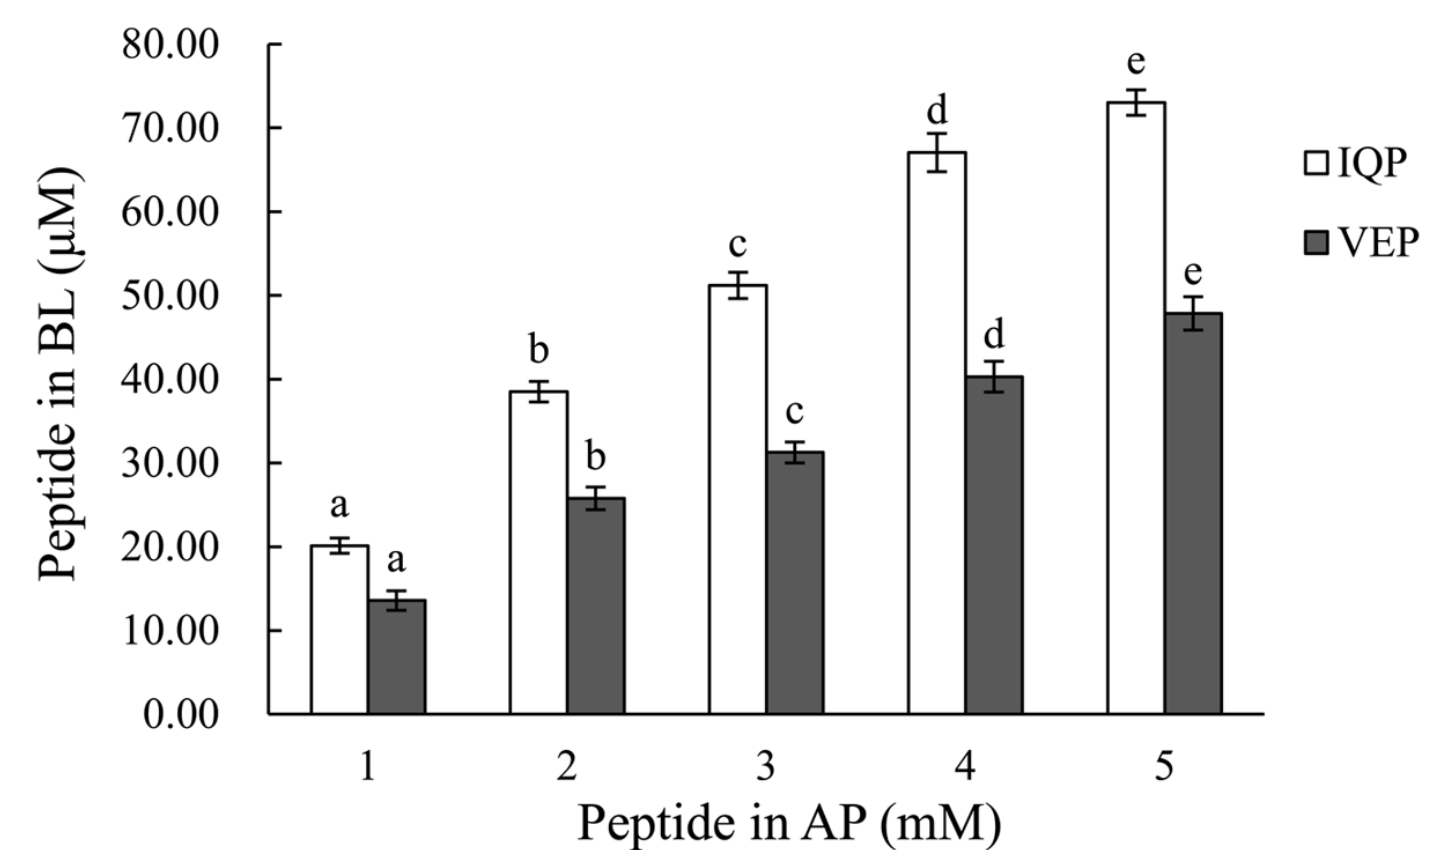 80.00
70.00
60.00
50.00
40.00
30.00
20.00
10.00
0.00
Peptide in BL (μM)
a
a
b
b
c
c
d
d
e
e
IQP
VEP
1 2 3 4 5
Peptide in AP (mM)